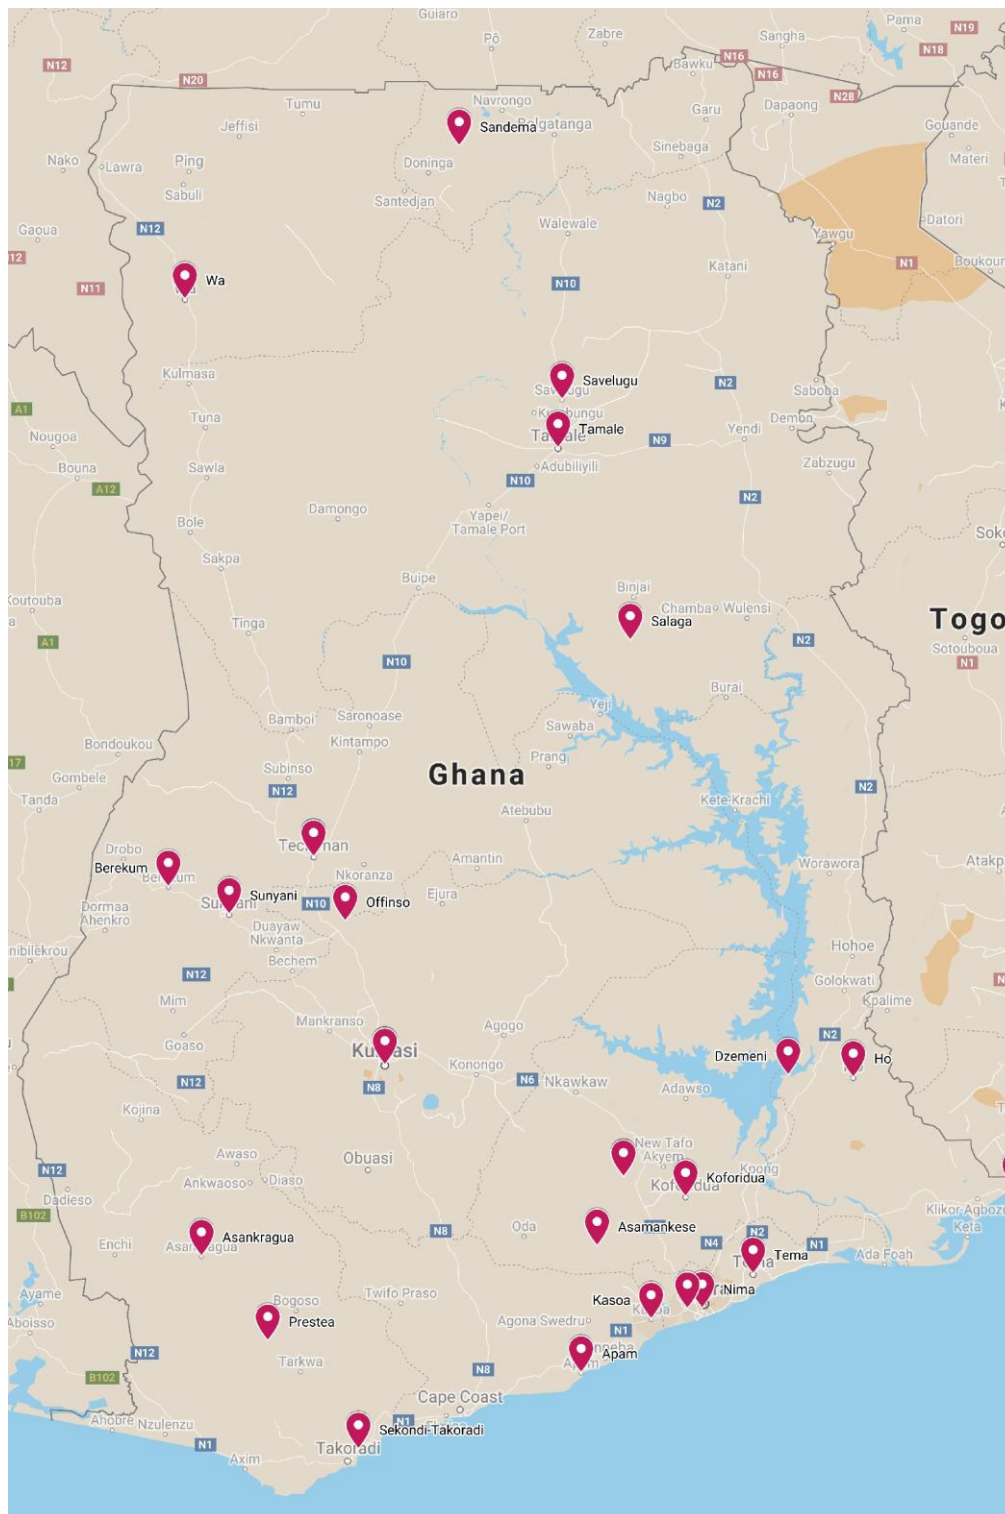 Guiaro
Pô
Zabre
Sangha
Pama
N19
N18
N12
N20
N16
N16
Bawku
N28
Tumu
Navrongo
Garu
Dapaong
Jeffisi
Sandema
Bolgatanga
Gouande
Nako
Lawra
Ping
Doninga
Sinebaga
Materi
Sabuli
Santedjan
Nagbo
N2
Gaoua
N12
Walewale
Datori
Yawgu
N1
Boukoum
Katani
Wa
N11
N10
Kulmasa
Savelugu
N2
Saboba
A1
Tuna
Tamale
Demon
Nougoa
N9
Yendi
Bouna
Sawla
Adubiliyili
Zabzugu
A12
N10
N2
Damongo
Yapei/
Tamale Port
Bole
Sakpa
Buipe
Binjai
Koutouba
Chamba
Wulensi
Salaga
Togo
Tinga
A1
N2
Sotouboua
N1
N10
Burai
Yeji
Bamboi
Saronoase
Sawaba
Bondoukou
Kintampo
Prang
17
Subinso
Ghana
Gombele
N12
N2
Tanda
Kete-Krachi
Atebubu
Techiman
Drobo
Amantin
Worawora
Berekum
Nkoranza
Sunyani
N10
Offinso
Ejura
Dormaa
Ahenkro
Duayaw
Nkwanta
Hohoe
Bechem
N12
Golokwati
Mim
Kpalime
Mankranso
Agogo
N2
Goaso
Kumasi
Dzemeni
Ho
Konongo
N12
N8
N6
Nkawkaw
Adawso
Kojina
New Tafo
Akyem
Awaso
Obuasi
N12
Ankwaoso
Diaso
Koforidua
Dadieso
Klikor-Agbozu
B102
Asankragua
Asamankese
Keta
Enchi
N8
Oda
N4
N2
N1
Tema
Ada Foah
Ayame
Bogoso
Twifo Praso
Kasoa
Nima
Aboisso
Prestea
Agona Swedru
N1
N12
Tarkwa
Apam
B102
N8
Cape Coast
Ahobre
Nzulenzu
N1
Sekondi-Takoradi
N1
Takoradi
Axim